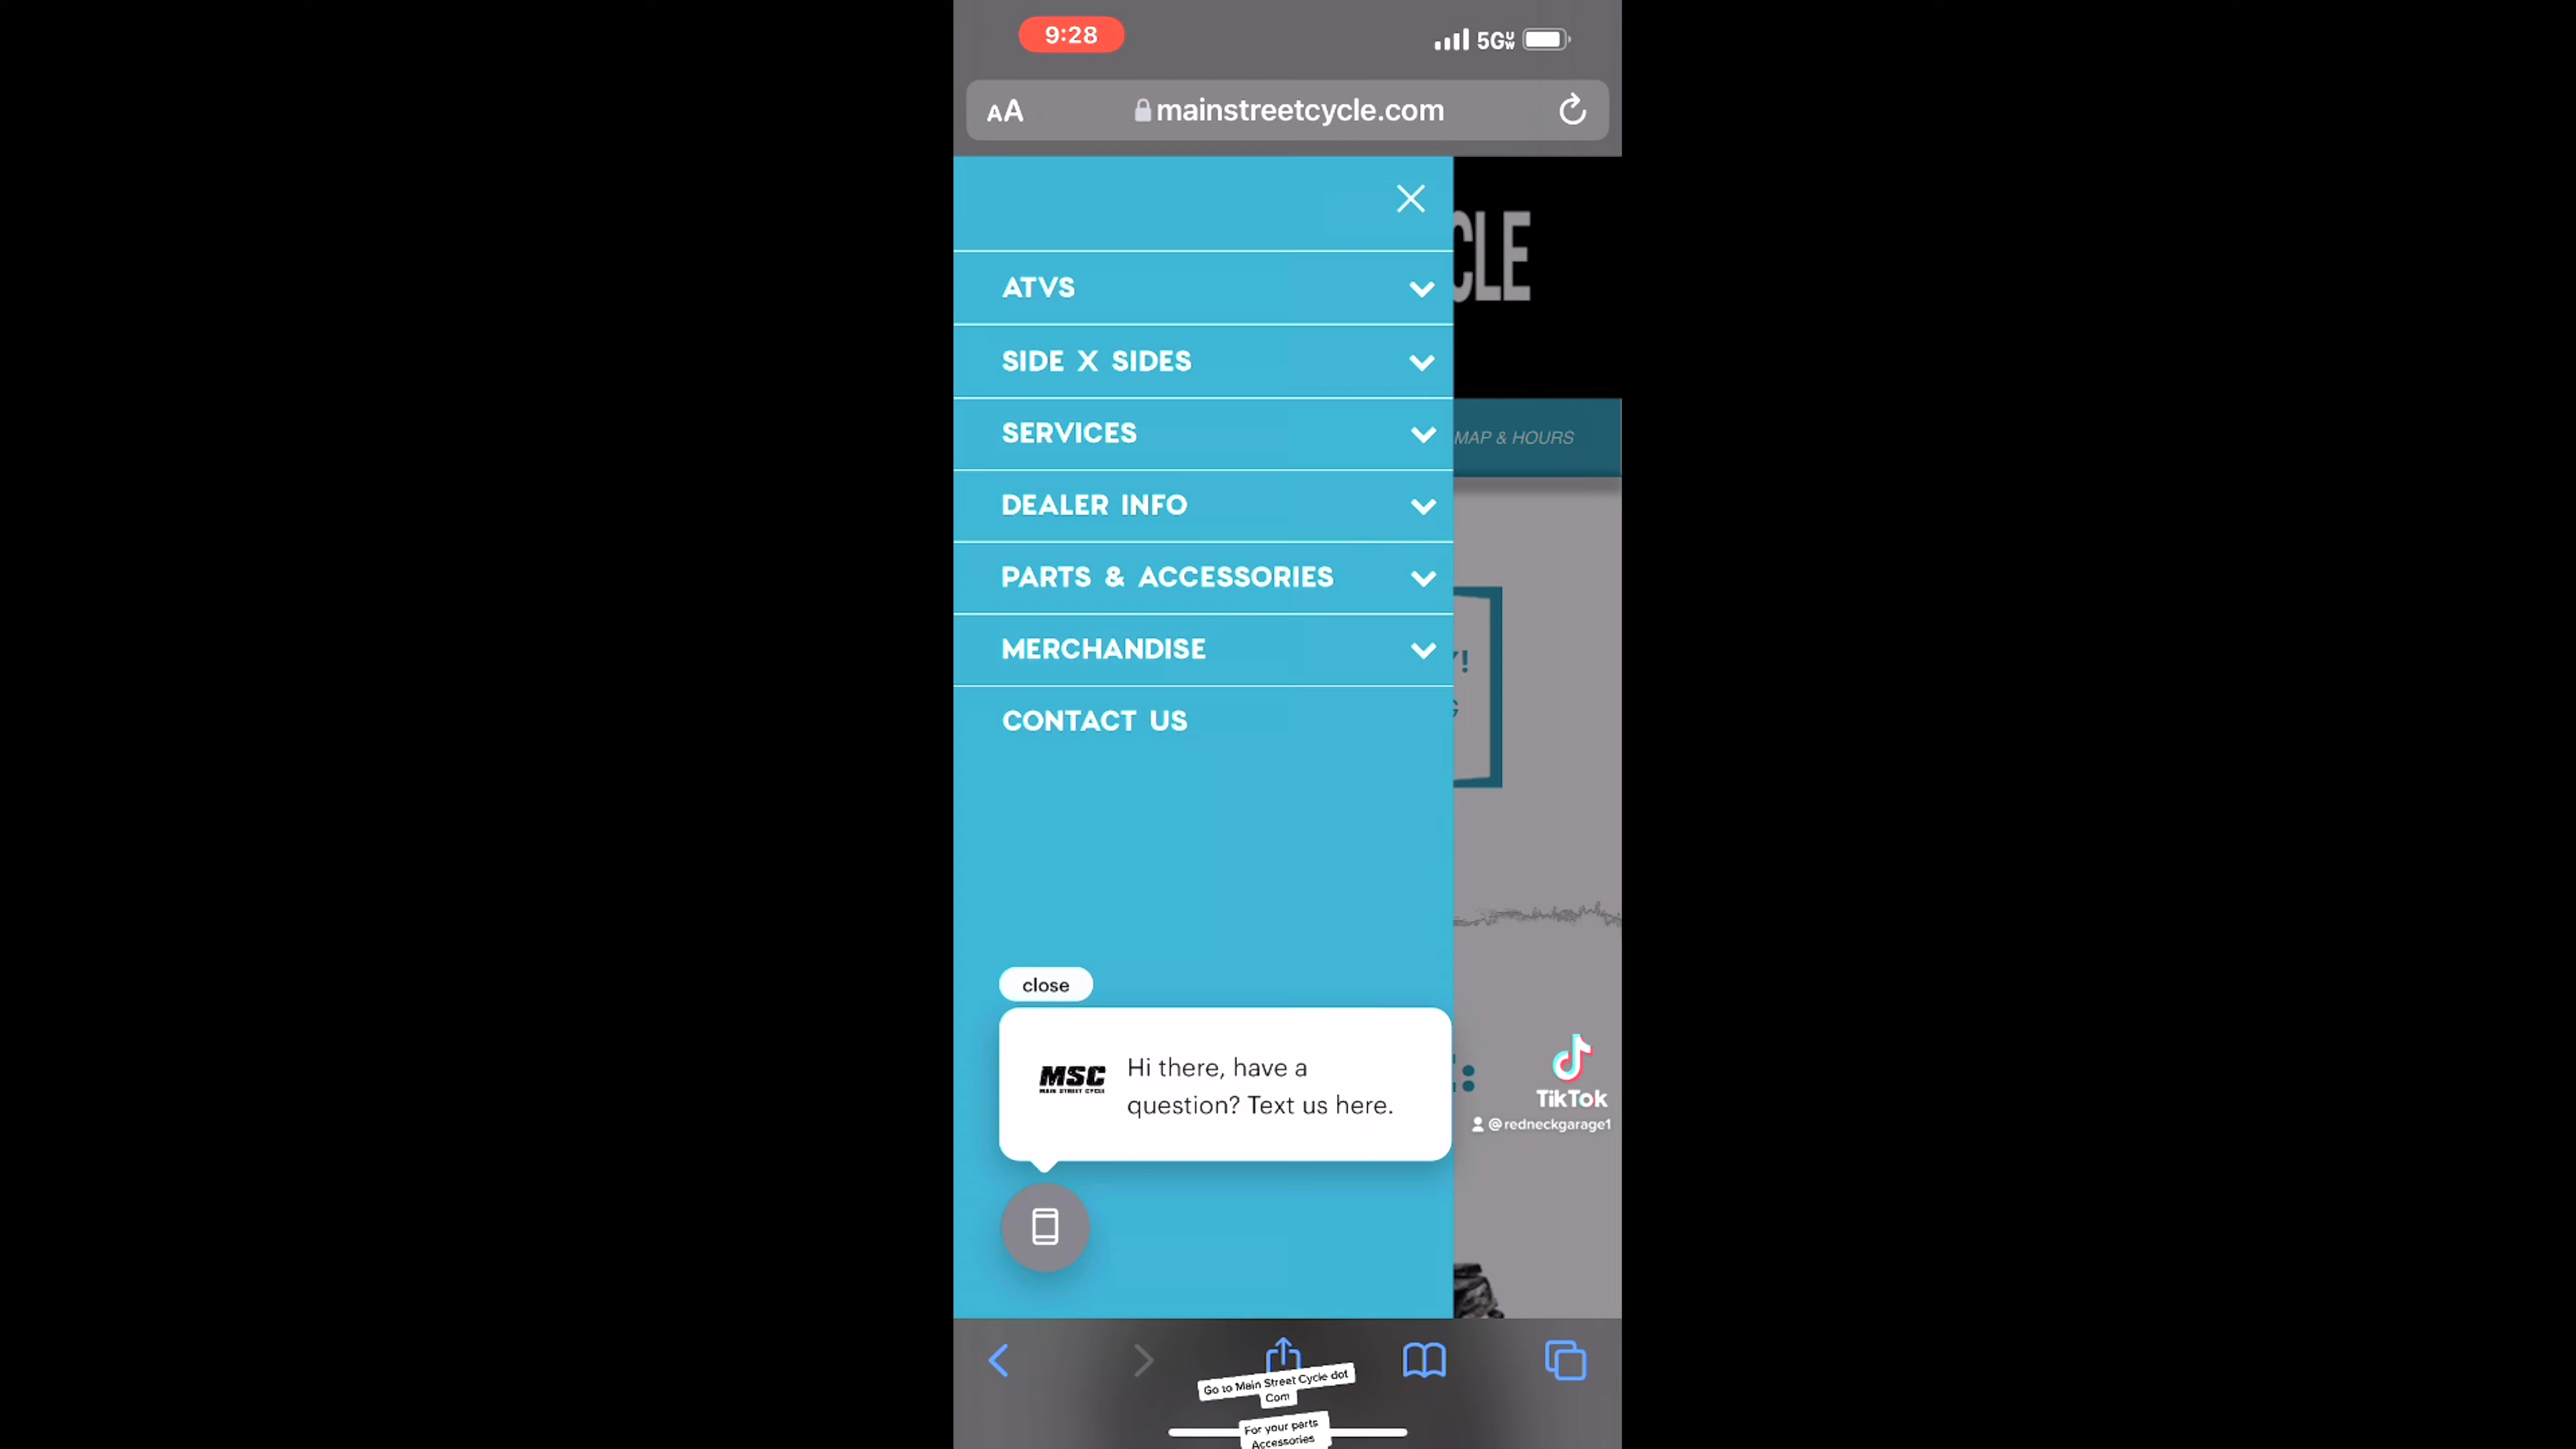 9:28
5G UW
AA
mainstreetcycle.com
CLE
ATVS
SIDE X SIDES
SERVICES
MAP & HOURS
DEALER INFO
PARTS & ACCESSORIES
MERCHANDISE
CONTACT US
close
MSC
MAIN STREET CYCLE
Hi there, have a
question? Text us here.
TikTok
@redneckgarage1
Go to Main Street Cycle dot
Com
For your parts
Accessories